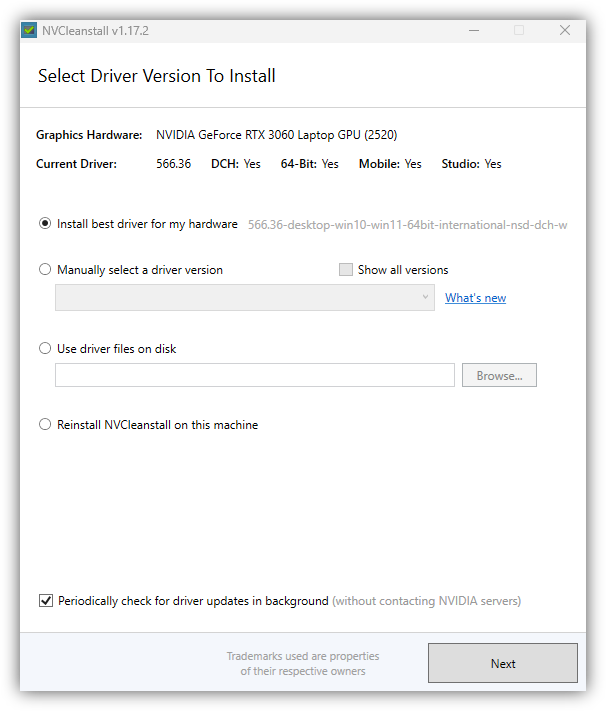 NVCleanstall v1.17.2
Select Driver Version To Install
Graphics Hardware: NVIDIA GeForce RTX 3060 Laptop GPU (2520)
Current Driver: 566.36 DCH: Yes 64-Bit: Yes Mobile: Yes Studio: Yes
Install best driver for my hardware 566.36-desktop-win10-win11-64bit-international-nsd-dch-w
Manually select a driver version Show all versions
What's new
Use driver files on disk
Browse...
Reinstall NVCleanstall on this machine
Periodically check for driver updates in background (without contacting NVIDIA servers)
Trademarks used are properties
of their respective owners
Next